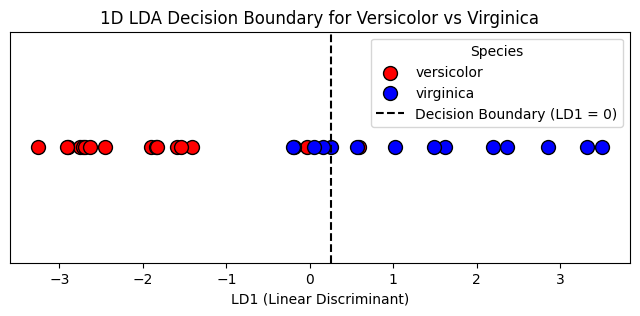 1D LDA Decision Boundary for Versicolor vs Virginica
Species
versicolor
virginica
Decision Boundary (LD1 = 0)
−3 −2 −1 0 1 2 3
LD1 (Linear Discriminant)